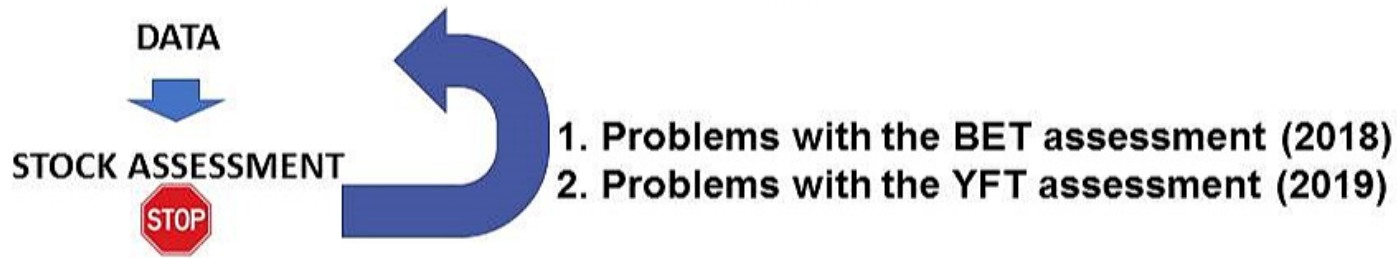 DATA
STOCK ASSESSMENT
STOP
1. Problems with the BET assessment (2018)
2. Problems with the YFT assessment (2019)